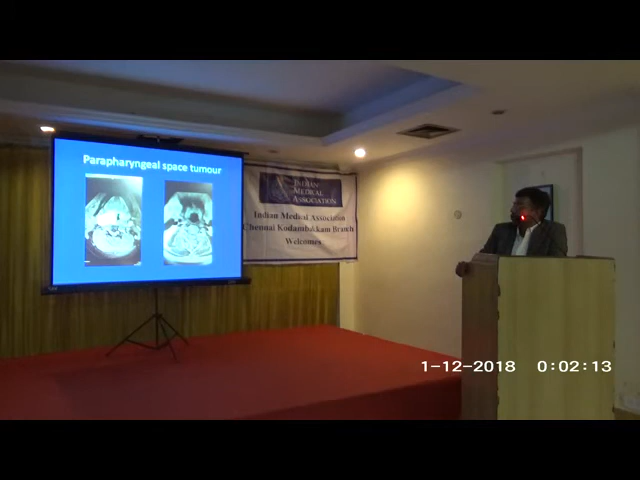 Parapharyngeal space tumour
INDIAN
MEDICAL
ASSOCIATION
Indian Medical Association
Chennai Kodambakkam Branch
Welcomes
1-12-2018 0:02:13